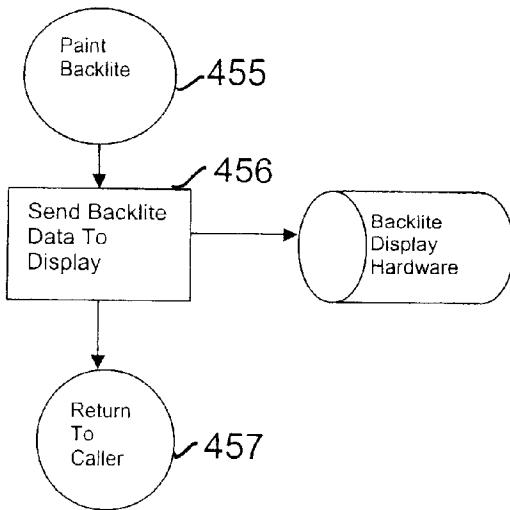 Paint
Backlite
455
456
Send Backlite
Data To
Display
Backlite
Display
Hardware
Return
To
Caller
457